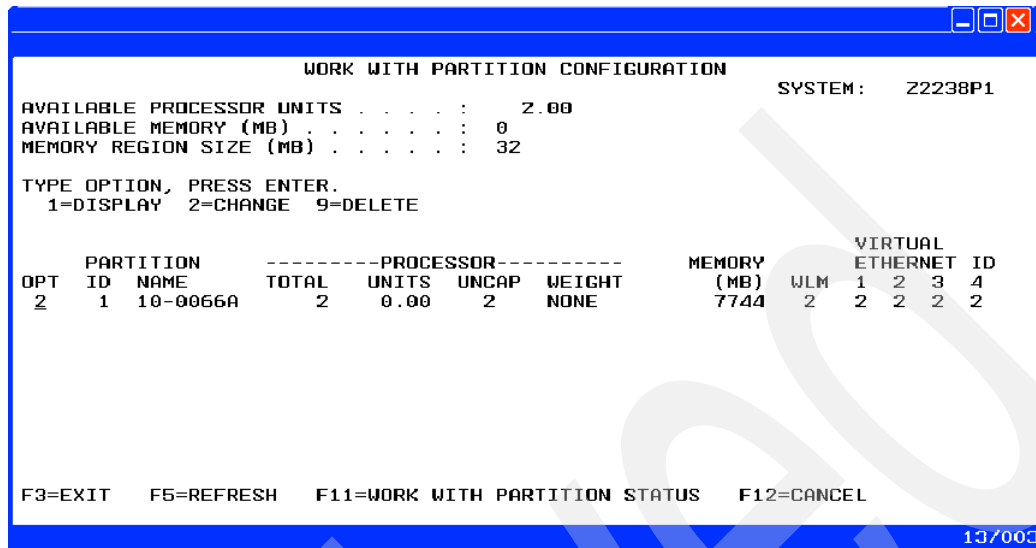 WORK WITH PARTITION CONFIGURATION
SYSTEM: Z2238P1
AVAILABLE PROCESSOR UNITS . . . . : 2.00
AVAILABLE MEMORY (MB) . . . . . . : 0
MEMORY REGION SIZE (MB) . . . . . : 32
TYPE OPTION, PRESS ENTER.
1=DISPLAY 2=CHANGE 9=DELETE
VIRTUAL
PARTITION ---------PROCESSOR---------- MEMORY ETHERNET ID
OPT ID NAME TOTAL UNITS UNCAP WEIGHT (MB) WLM 1 2 3 4
2 1 10-0066A 2 0.00 2 NONE 7744 2 2 2 2 2
F3=EXIT F5=REFRESH F11=WORK WITH PARTITION STATUS F12=CANCEL
13/003